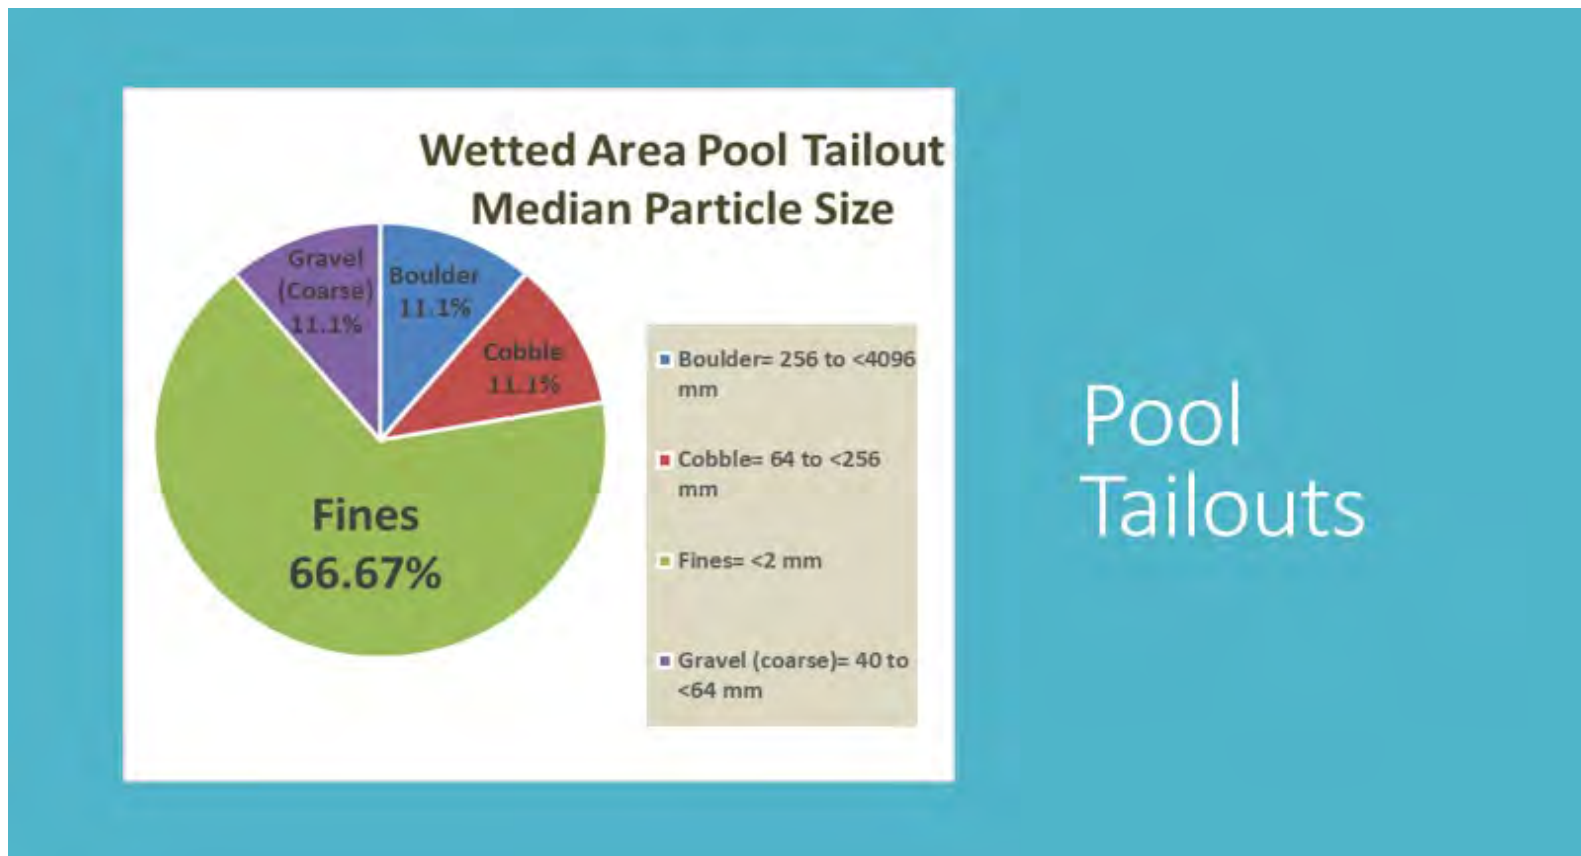 Wetted Area Pool Tailout
Median Particle Size
Gravel
(Coarse)
11.1%
Boulder
11.1%
Cobble
11.1%
Fines
66.67%
Boulder= 256 to <4096
mm
Cobble= 64 to <256
mm
Fines= <2 mm
Gravel (coarse)= 40 to
<64 mm
Pool
Tailouts